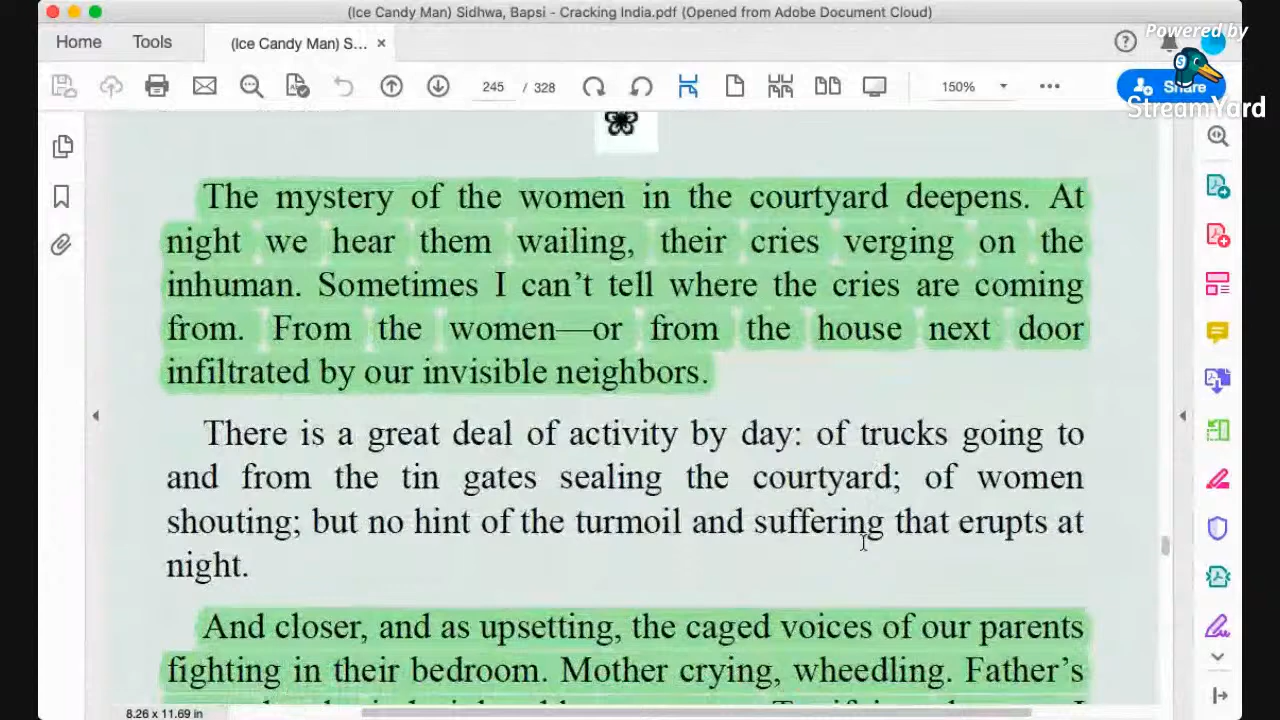 (Ice Candy Man) Sidhwa, Bapsi - Cracking India.pdf (Opened from Adobe Document Cloud)
Home Tools (Ice Candy Man) S... ×
Powered by
245 / 328 150% Share
StreamYard
The mystery of the women in the courtyard deepens. At
night we hear them wailing, their cries verging on the
inhuman. Sometimes I can’t tell where the cries are coming
from. From the women—or from the house next door
infiltrated by our invisible neighbors.
There is a great deal of activity by day: of trucks going to
and from the tin gates sealing the courtyard; of women
shouting; but no hint of the turmoil and suffering that erupts at
night.
And closer, and as upsetting, the caged voices of our parents
fighting in their bedroom. Mother crying, wheedling. Father’s
8.26 x 11.69 in